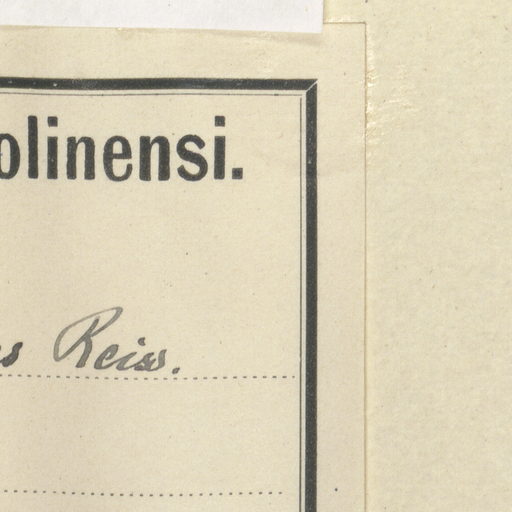 olinensi.
s Reiss.